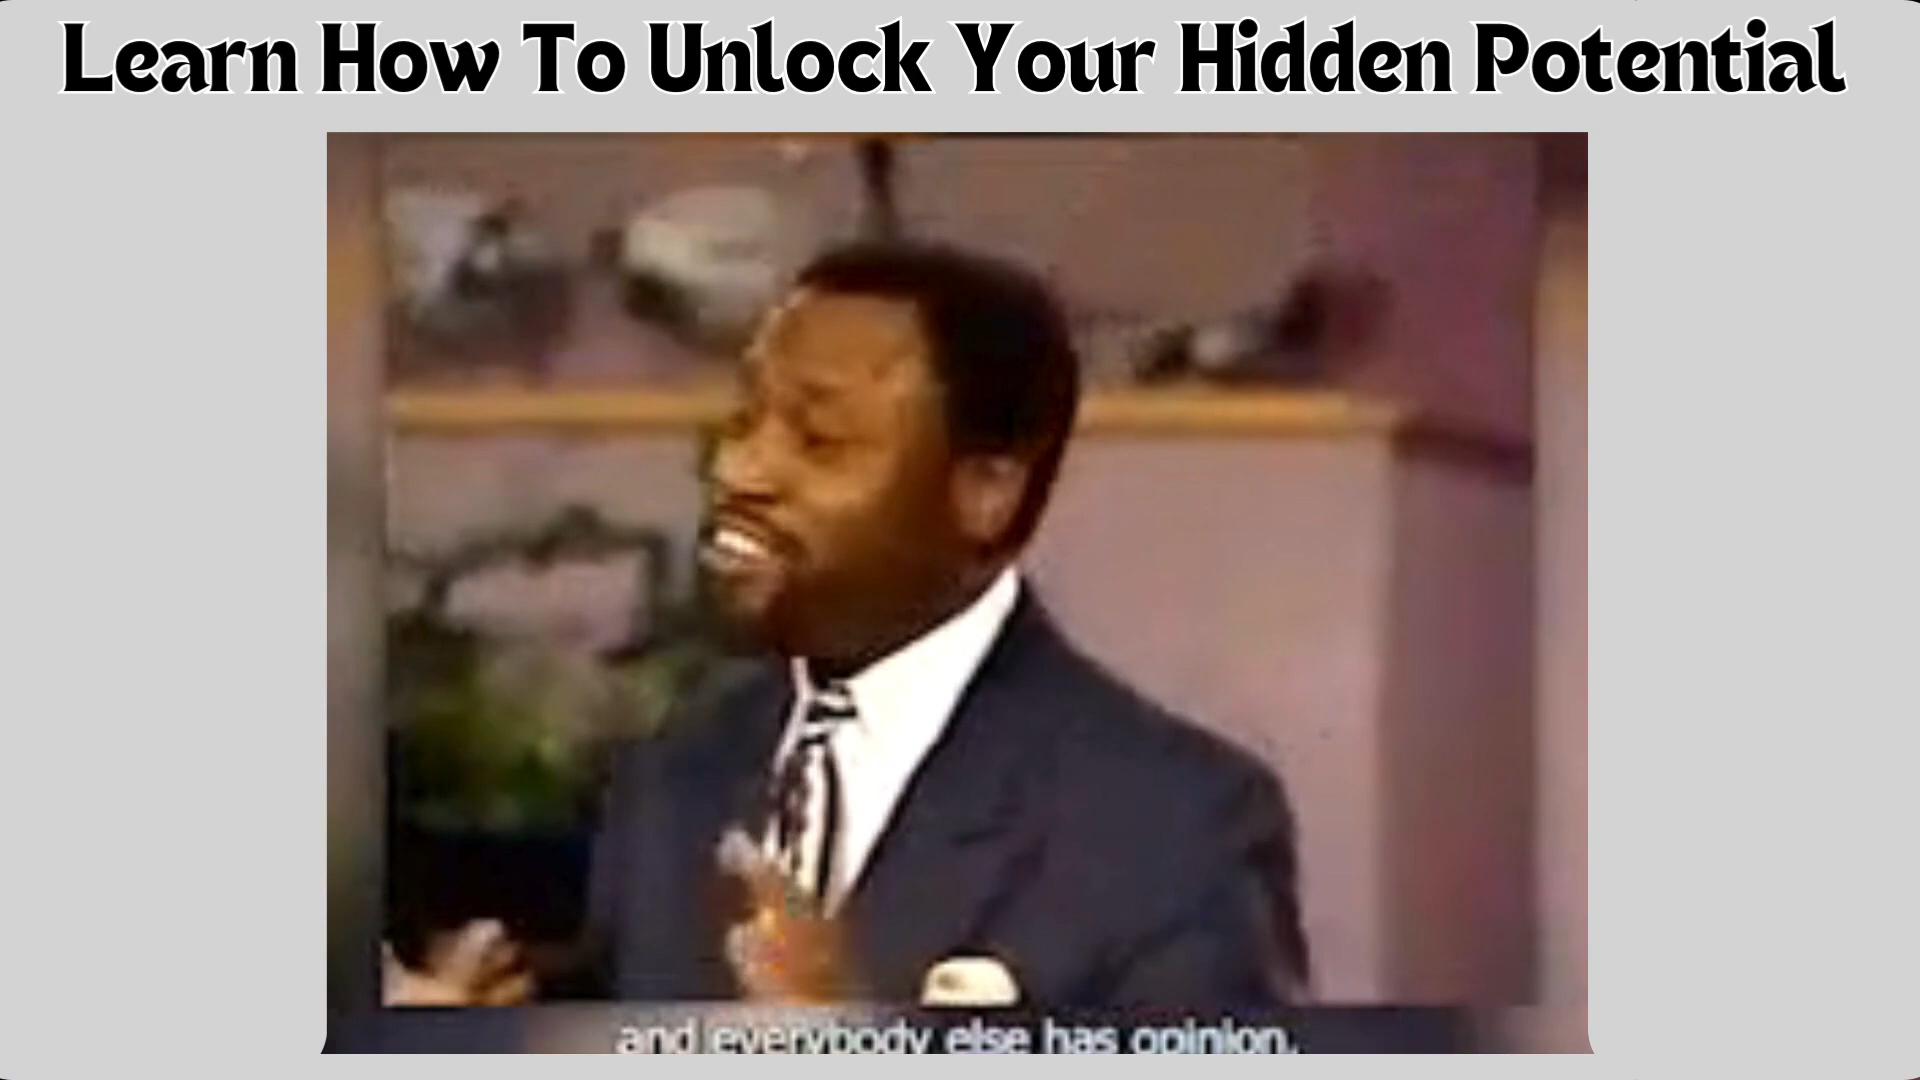 Learn How To Unlock Your Hidden Potential
and everybody else has opinion.